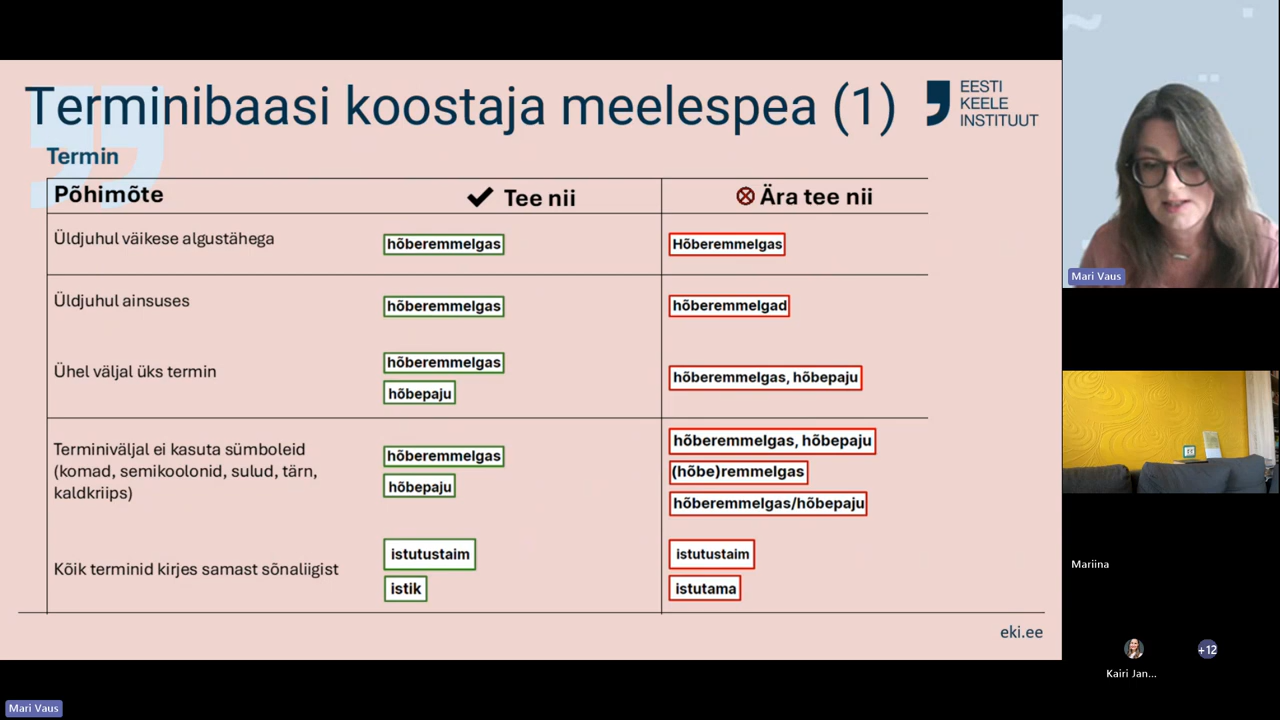 Terminibaasi koostaja meelespea (1)
EESTI
KEELE
INSTITUUT
Termin
Põhimõte
Tee nii
Ära tee nii
Üldjuhul väikese algustähega
hõberemmelgas
Hõberemmelgas
Üldjuhul ainsuses
hõberemmelgas
hõberemmelgad
Ühel väljal üks termin
hõberemmelgas
hõbepaju
hõberemmelgas, hõbepaju
Terminiväljal ei kasuta sümboleid
(komad, semikoolonid, sulud, tärn,
kaldkriips)
hõberemmelgas
hõbepaju
hõberemmelgas, hõbepaju
(hõbe)remmelgas
hõberemmelgas/hõbepaju
Kõik terminid kirjes samast sõnaliigist
istutustaim
istik
istutustaim
istutama
eki.ee
Mari Vaus
Mariina
Kairi Jan...
+12
Mari Vaus